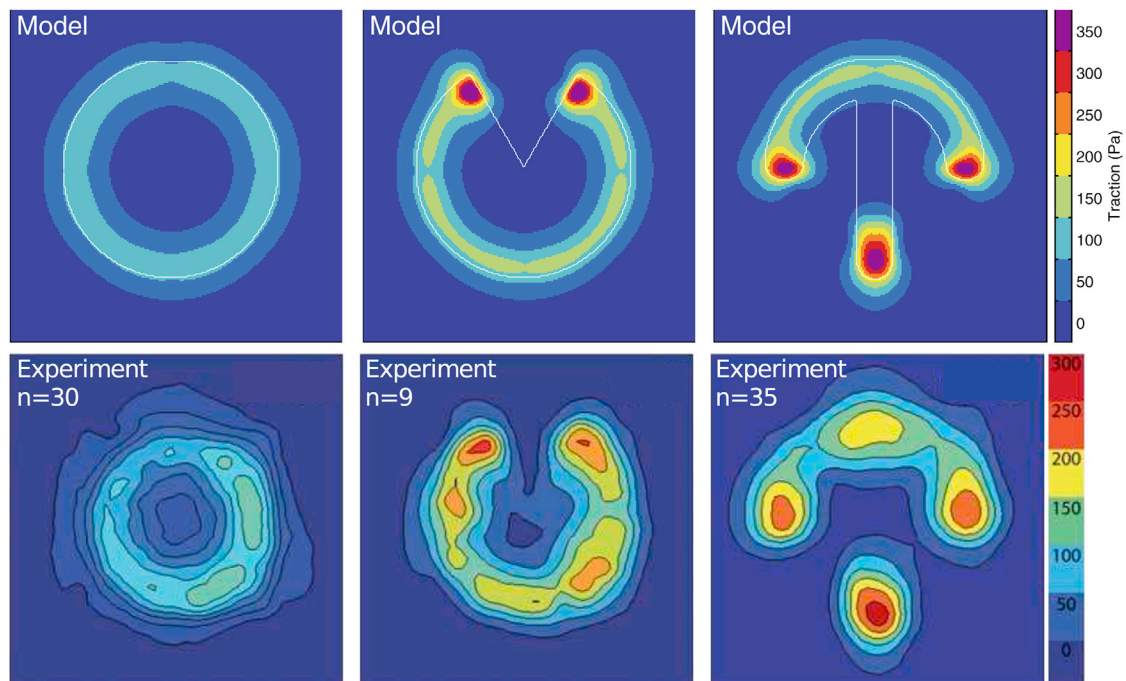 Model
Model
Model
350
300
250
200
150
100
50
0
Traction (Pa)
Experiment
n=30
Experiment
n=9
Experiment
n=35
300
250
200
150
100
50
0